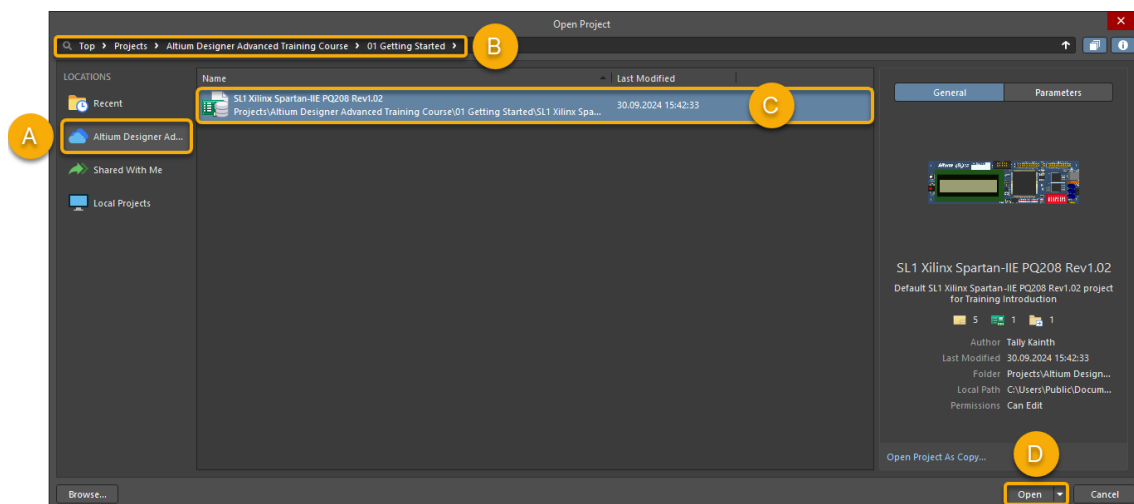 Open Project
Top > Projects > Altium Designer Advanced Training Course > 01 Getting Started >
B
LOCATIONS
Recent
A
Altium Designer Ad...
Shared With Me
Local Projects
Name
Last Modified
SL1 Xilinx Spartan-IIE PQ208 Rev1.02
Projects\Altium Designer Advanced Training Course\01 Getting Started\SL1 Xilinx Spa...
30.09.2024 15:42:33
C
General
Parameters
SL1 Xilinx Spartan-IIE PQ208 Rev1.02
Default SL1 Xilinx Spartan-IIE PQ208 Rev1.02 project
for Training Introduction
5 1 1
Author Tally Kainth
Last Modified 30.09.2024 15:42:33
Folder Projects\Altium Design...
Local Path C:\Users\Public\Docum...
Permissions Can Edit
Open Project As Copy...
D
Browse...
Open
Cancel